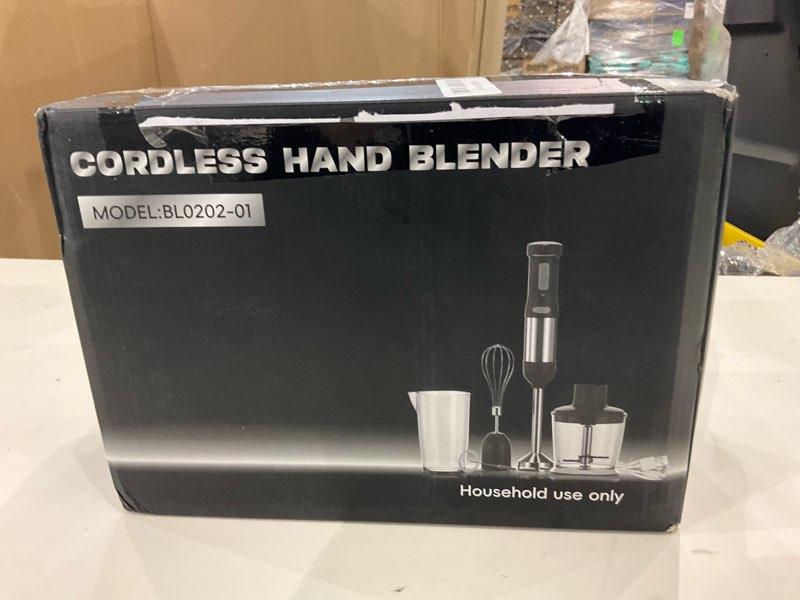 CORDLESS HAND BLENDER
MODEL:BL0202-01
Household use only